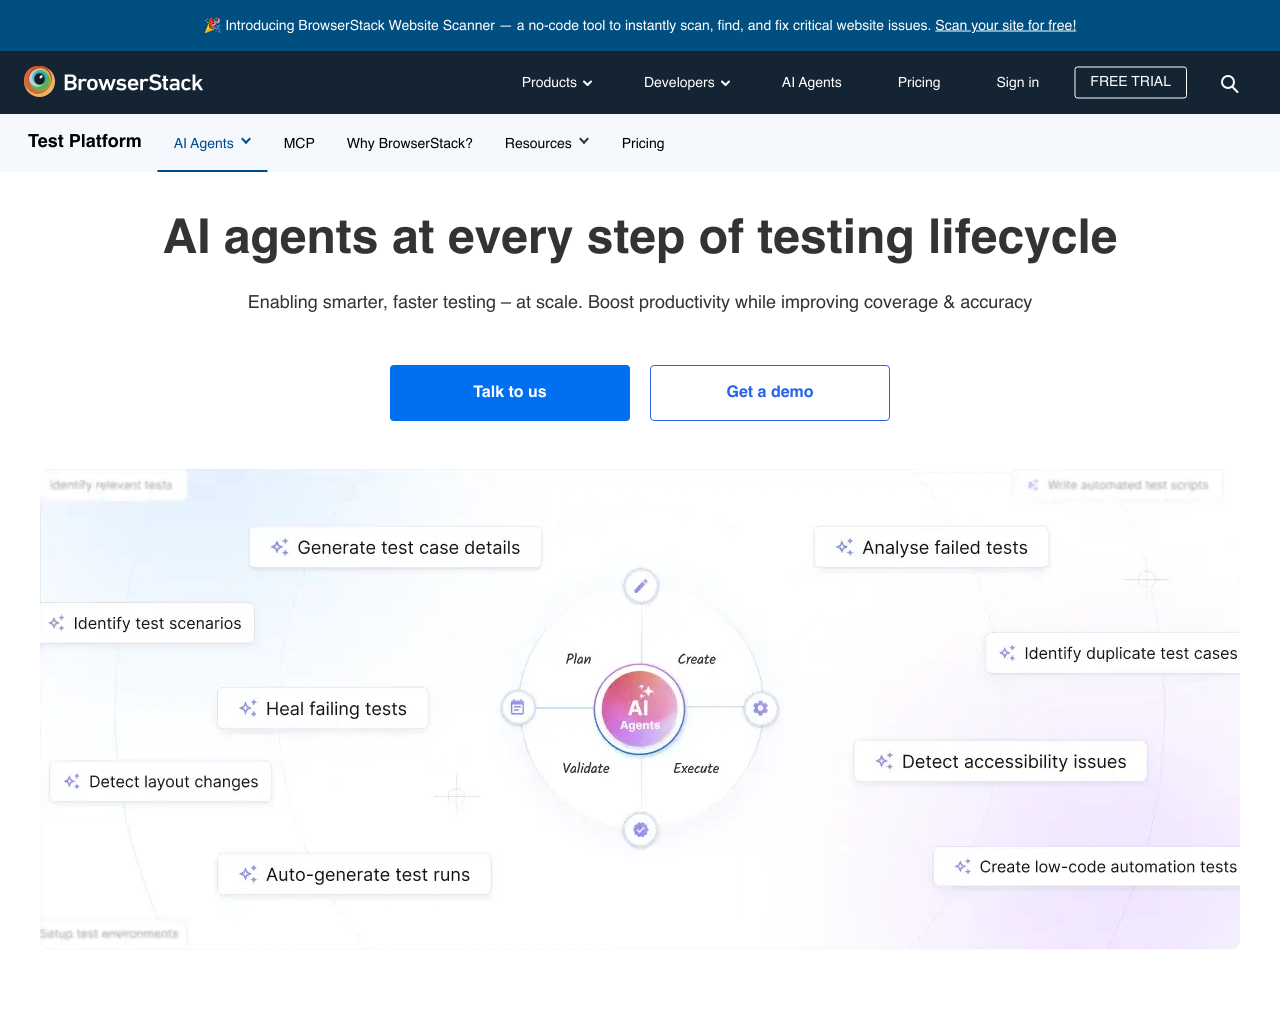 🎉 Introducing BrowserStack Website Scanner — a no-code tool to instantly scan, find, and fix critical website issues. Scan your site for free!
BrowserStack Products Developers AI Agents Pricing Sign in FREE TRIAL
Test Platform AI Agents MCP Why BrowserStack? Resources Pricing
AI agents at every step of testing lifecycle
Enabling smarter, faster testing – at scale. Boost productivity while improving coverage & accuracy
Talk to us Get a demo
Identify relevant tests Write automated test scripts
Generate test case details Analyse failed tests
Identify test scenarios
Identify duplicate test cases
Plan Create
Heal failing tests
AI
Agents
Detect accessibility issues
Validate Execute
Detect layout changes
Create low-code automation tests
Auto-generate test runs
Setup test environments